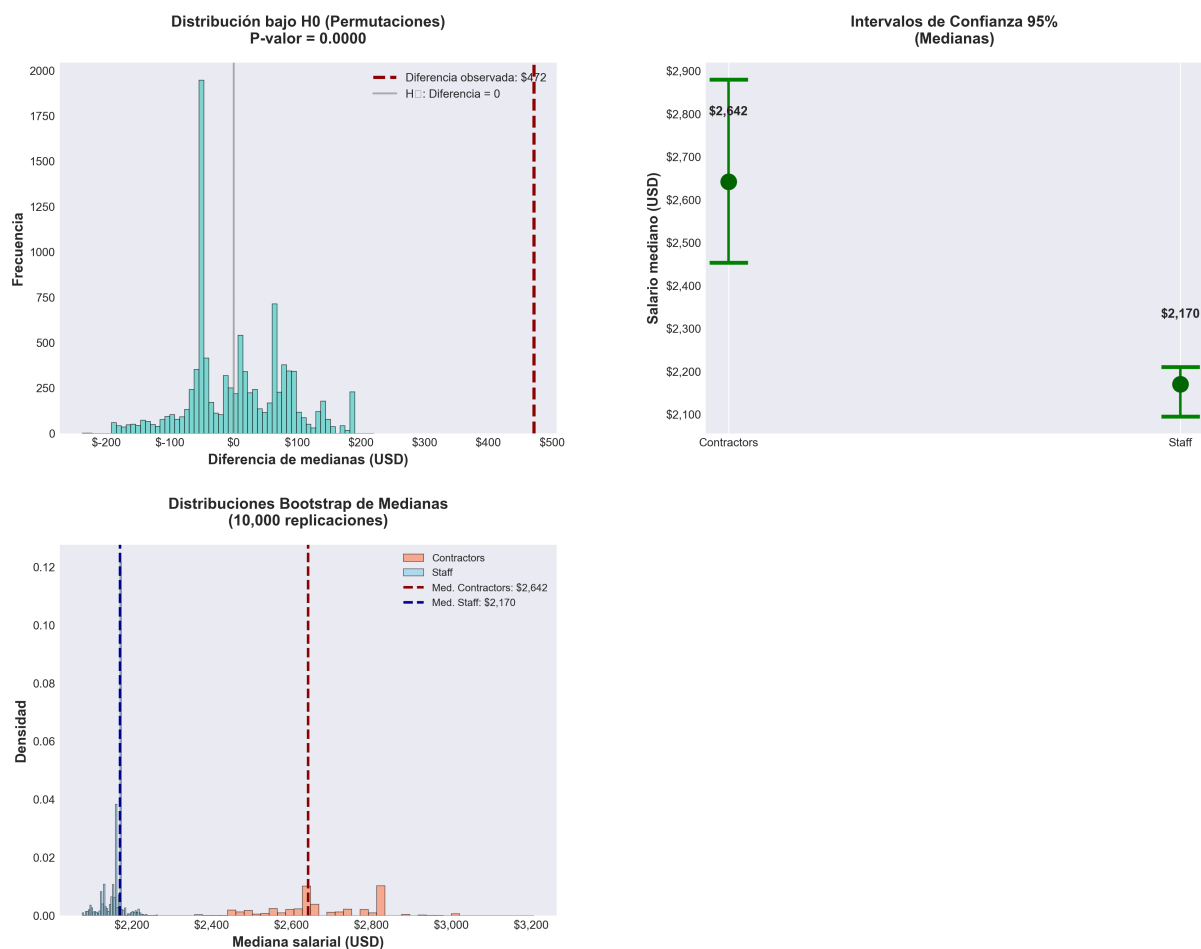 Distribución bajo H0 (Permutaciones)
P-valor = 0.0000
Diferencia observada: $472
H□: Diferencia = 0
2000
1750
1500
1250
1000
750
500
250
0
Frecuencia
$-200
$-100
$0
$100
$200
$300
$400
$500
Diferencia de medianas (USD)
Intervalos de Confianza 95%
(Medianas)
$2,900
$2,800
$2,700
$2,600
$2,500
$2,400
$2,300
$2,200
$2,100
Salario mediano (USD)
$2,642
$2,170
Contractors
Staff
Distribuciones Bootstrap de Medianas
(10,000 replicaciones)
Contractors
Staff
Med. Contractors: $2,642
Med. Staff: $2,170
0.12
0.10
0.08
0.06
0.04
0.02
0.00
Densidad
$2,200
$2,400
$2,600
$2,800
$3,000
$3,200
Mediana salarial (USD)